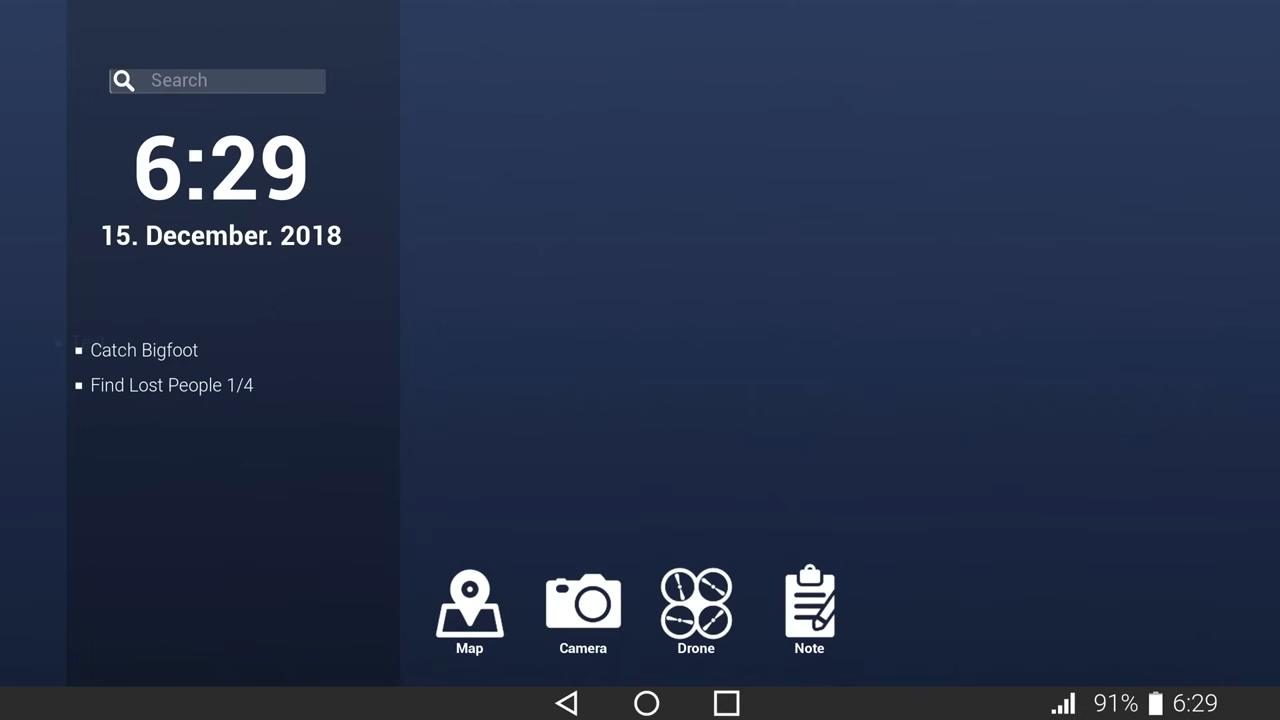 Search
6:29
15. December. 2018
Catch Bigfoot
Find Lost People 1/4
Map
Camera
Drone
Note
91% 6:29